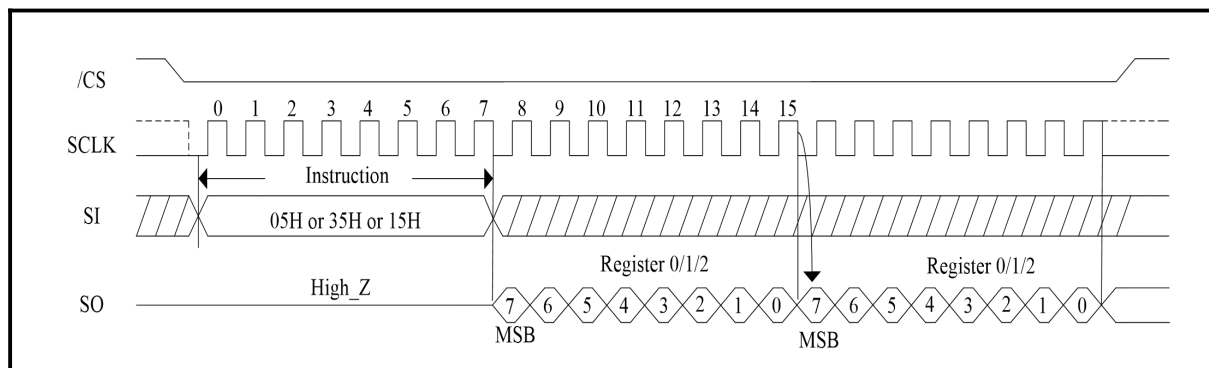 /CS
0 1 2 3 4 5 6 7 8 9 10 11 12 13 14 15
SCLK
Instruction
SI
05H or 35H or 15H
Register 0/1/2
Register 0/1/2
High_Z
SO
7 6 5 4 3 2 1 0 7 6 5 4 3 2 1 0
MSB
MSB